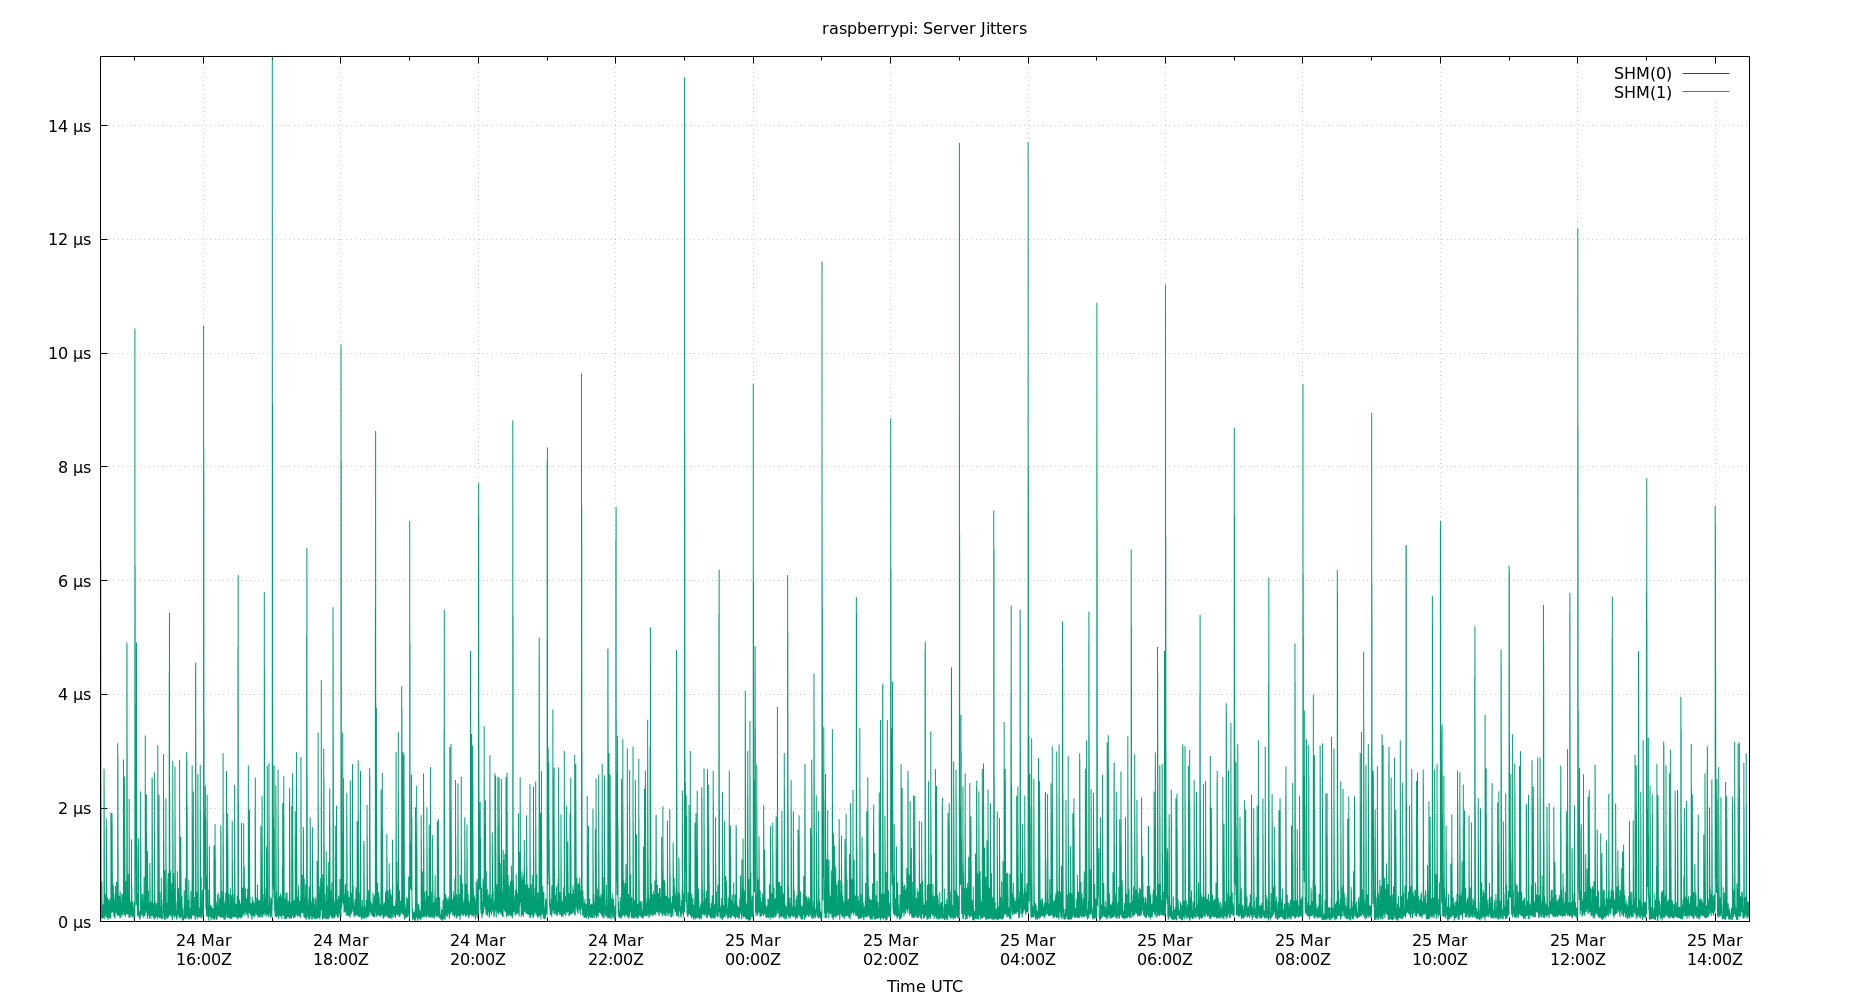 raspberrypi: Server Jitters
SHM(0)
SHM(1)
14 µs
12 µs
10 µs
8 µs
6 µs
4 µs
2 µs
0 µs
24 Mar 24 Mar 24 Mar 24 Mar 25 Mar 25 Mar 25 Mar 25 Mar 25 Mar 25 Mar 25 Mar 25 Mar
16:00Z 18:00Z 20:00Z 22:00Z 00:00Z 02:00Z 04:00Z 06:00Z 08:00Z 10:00Z 12:00Z 14:00Z
Time UTC